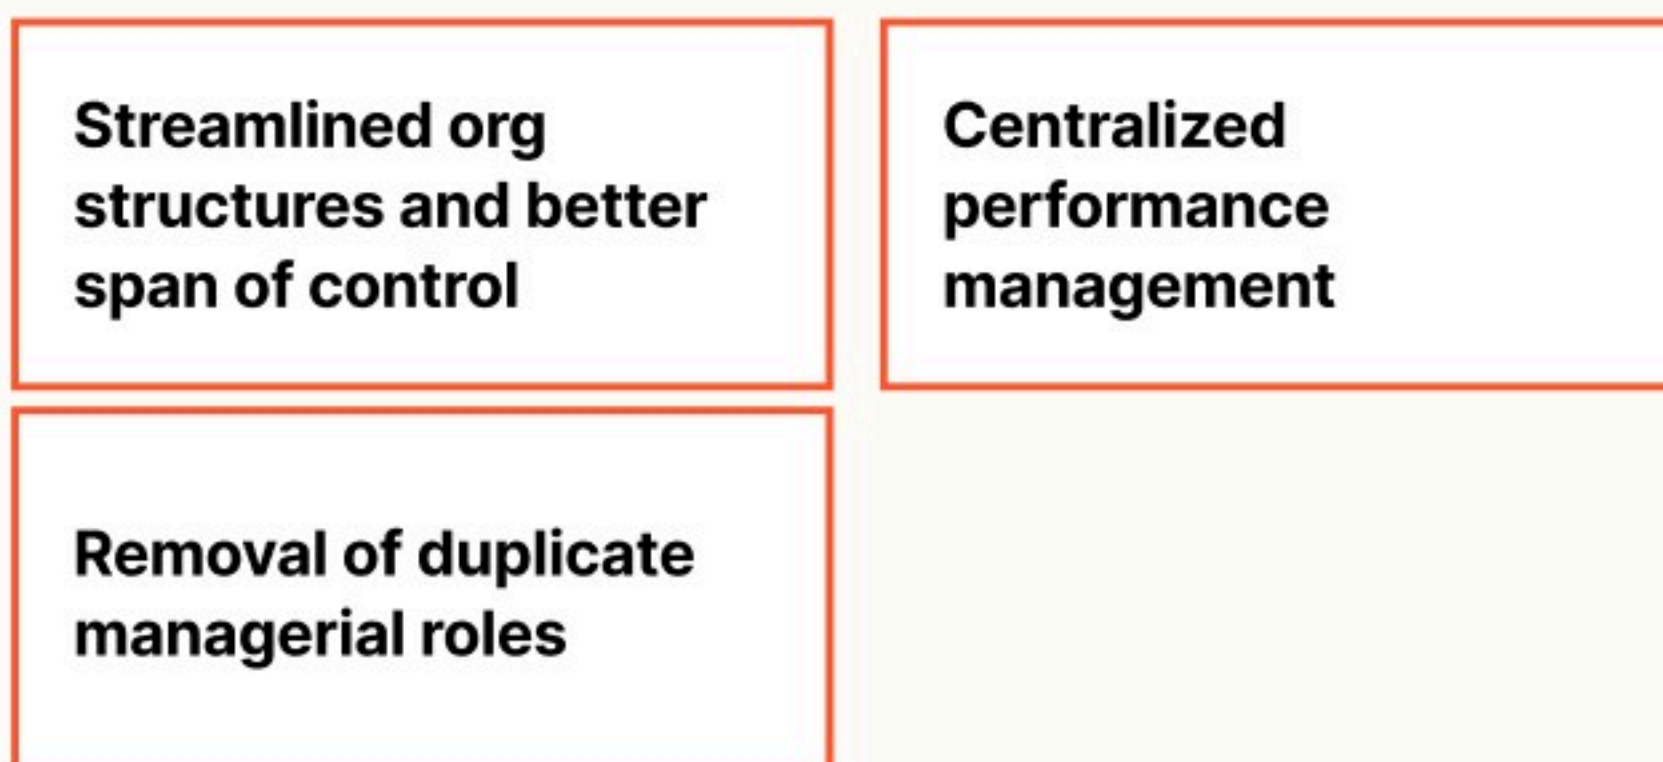 Streamlined org
structures and better
span of control
Centralized
performance
management
Removal of duplicate
managerial roles